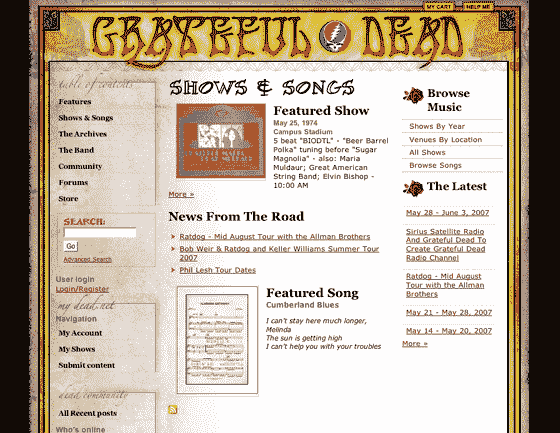 MY CART
HELP ME
GRATEFUL DEAD
table of contents
Features
Shows & Songs
The Archives
The Band
Community
Forums
Store
SEARCH:
Go
Advanced Search
User login
Login/Register
my dead.net
Navigation
My Account
My Shows
Submit content
dead community
All Recent posts
Who's online
SHOWS & SONGS
Featured Show
May 25, 1974
Campus Stadium
5 beat "BIODTL" - "Beer Barrel
Polka" tuning before "Sugar
Magnolia" - also: Maria
Muldaur; Great American
String Band; Elvin Bishop -
10:00 AM
More »
News From The Road
Ratdog - Mid August Tour with the Allman Brothers
Bob Weir & Ratdog and Keller Williams Summer Tour
2007
Phil Lesh Tour Dates
Featured Song
Cumberland Blues
I can't stay here much longer,
Melinda
The sun is getting high
I can't help you with your troubles
Browse
Music
Shows By Year
Venues By Location
All Shows
Browse Songs
The Latest
May 28 - June 3, 2007
Sirius Satellite Radio
And Grateful Dead To
Create Grateful Dead
Radio Channel
Ratdog - Mid August
Tour with the Allman
Brothers
May 21 - May 28, 2007
May 14 - May 20, 2007
More »